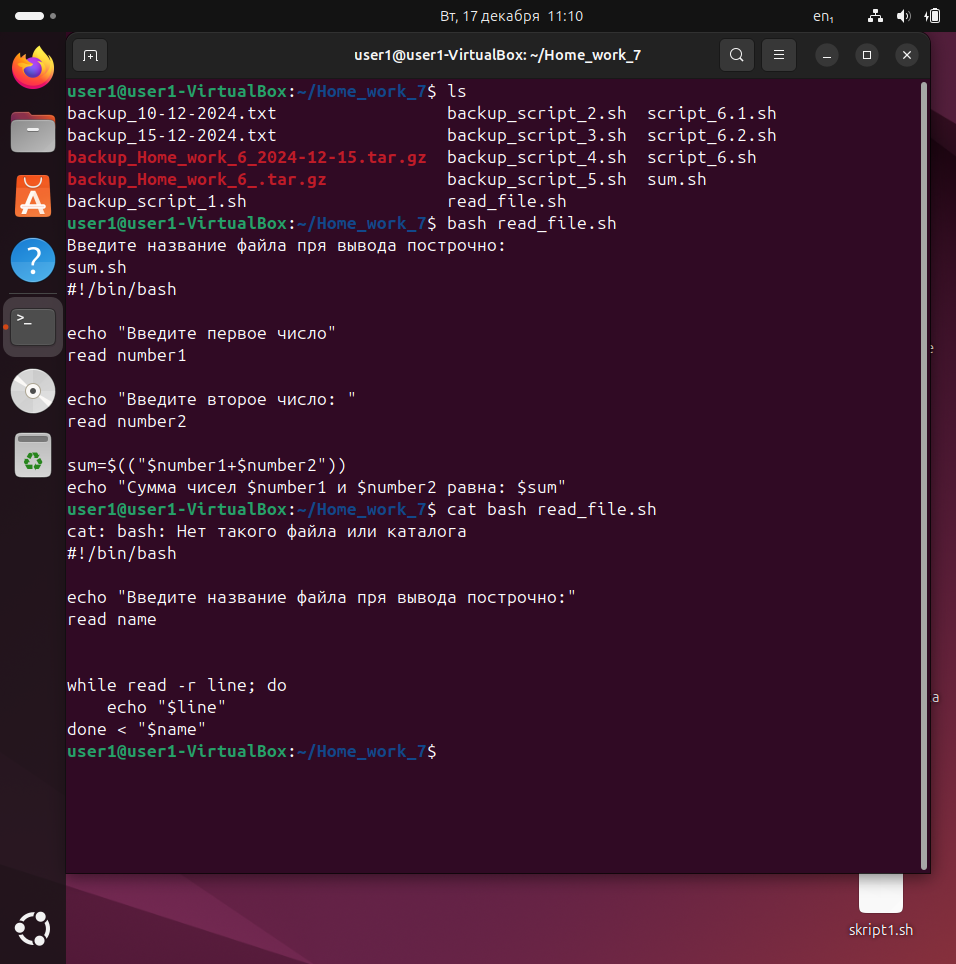 Вт, 17 декабря 11:10
en₁
user1@user1-VirtualBox: ~/Home_work_7
user1@user1-VirtualBox:~/Home_work_7$ ls
backup_10-12-2024.txt backup_script_2.sh script_6.1.sh
backup_15-12-2024.txt backup_script_3.sh script_6.2.sh
backup_Home_work_6_2024-12-15.tar.gz backup_script_4.sh script_6.sh
backup_Home_work_6_.tar.gz backup_script_5.sh sum.sh
backup_script_1.sh read_file.sh
user1@user1-VirtualBox:~/Home_work_7$ bash read_file.sh
Введите название файла пря вывода построчно:
sum.sh
#!/bin/bash
echo "Введите первое число"
read number1
echo "Введите второе число: "
read number2
sum=$(("$number1+$number2"))
echo "Сумма чисел $number1 и $number2 равна: $sum"
user1@user1-VirtualBox:~/Home_work_7$ cat bash read_file.sh
cat: bash: Нет такого файла или каталога
#!/bin/bash
echo "Введите название файла пря вывода построчно:"
read name
while read -r line; do
echo "$line"
done < "$name"
user1@user1-VirtualBox:~/Home_work_7$
skript1.sh